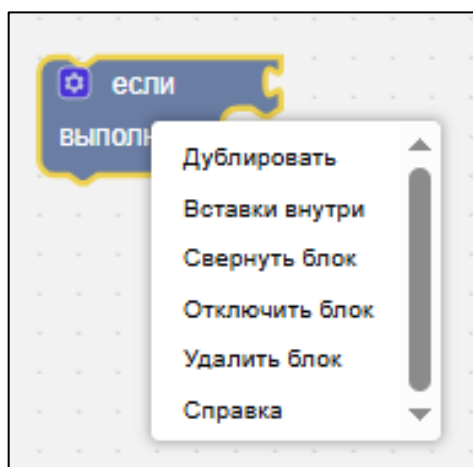 если
выполн
Дублировать
Вставки внутри
Свернуть блок
Отключить блок
Удалить блок
Справка